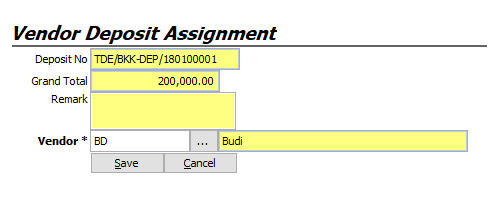 Vendor Deposit Assignment
Deposit No TDE/BKK-DEP/180100001
Grand Total 200,000.00
Remark
Vendor * BD ... Budi
Save Cancel